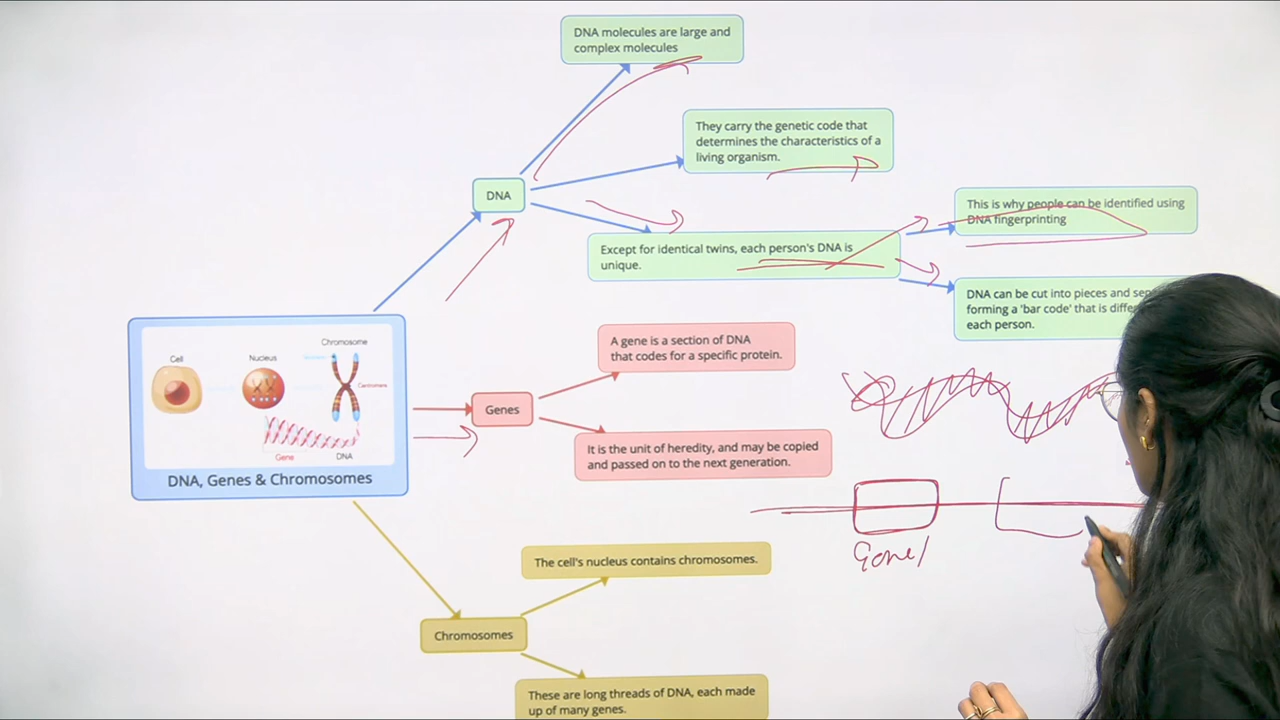 DNA molecules are large and
complex molecules
They carry the genetic code that
determines the characteristics of a
living organism.
DNA
This is why people can be identified using
DNA fingerprinting
Except for identical twins, each person's DNA is
unique.
DNA can be cut into pieces and
forming a 'bar code' that is
each person.
A gene is a section of DNA
that codes for a specific protein.
Chromosome
Cell
Nucleus
Centromere
Gene
DNA
DNA, Genes & Chromosomes
Genes
It is the unit of heredity, and may be copied
and passed on to the next generation.
Gene1
The cell's nucleus contains chromosomes.
Chromosomes
These are long threads of DNA, each made
up of many genes.